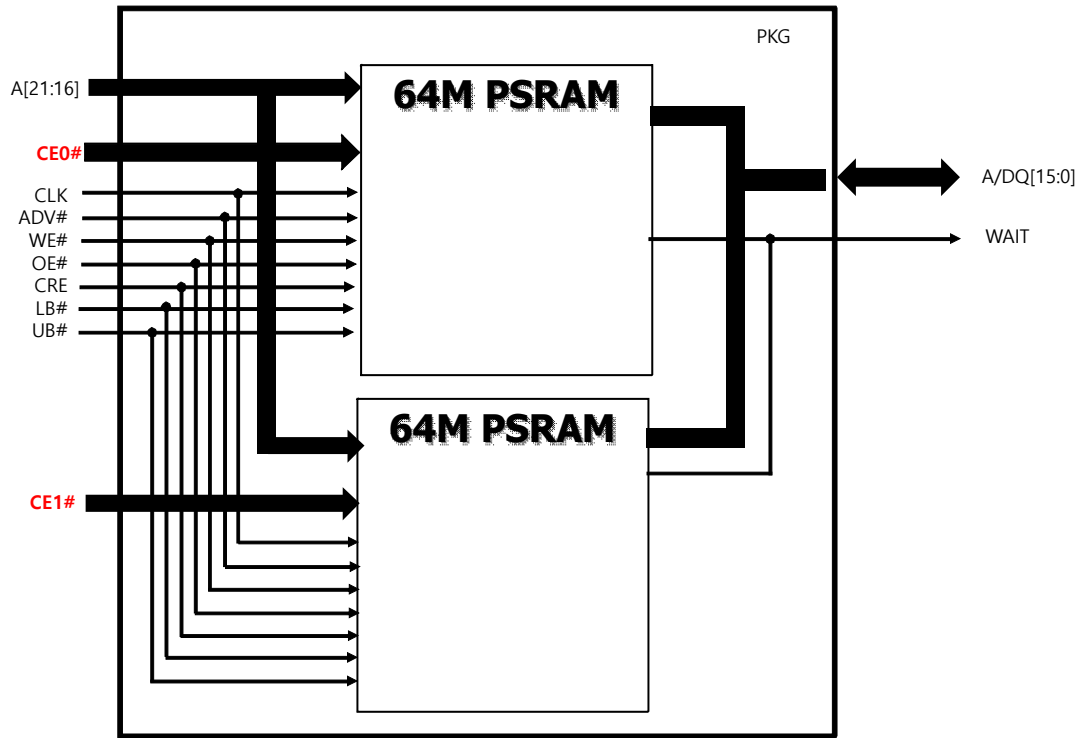 PKG
A[21:16]
64M PSRAM
CE0#
A/DQ[15:0]
CLK
ADV#
WE#
WAIT
OE#
CRE
LB#
UB#
64M PSRAM
CE1#